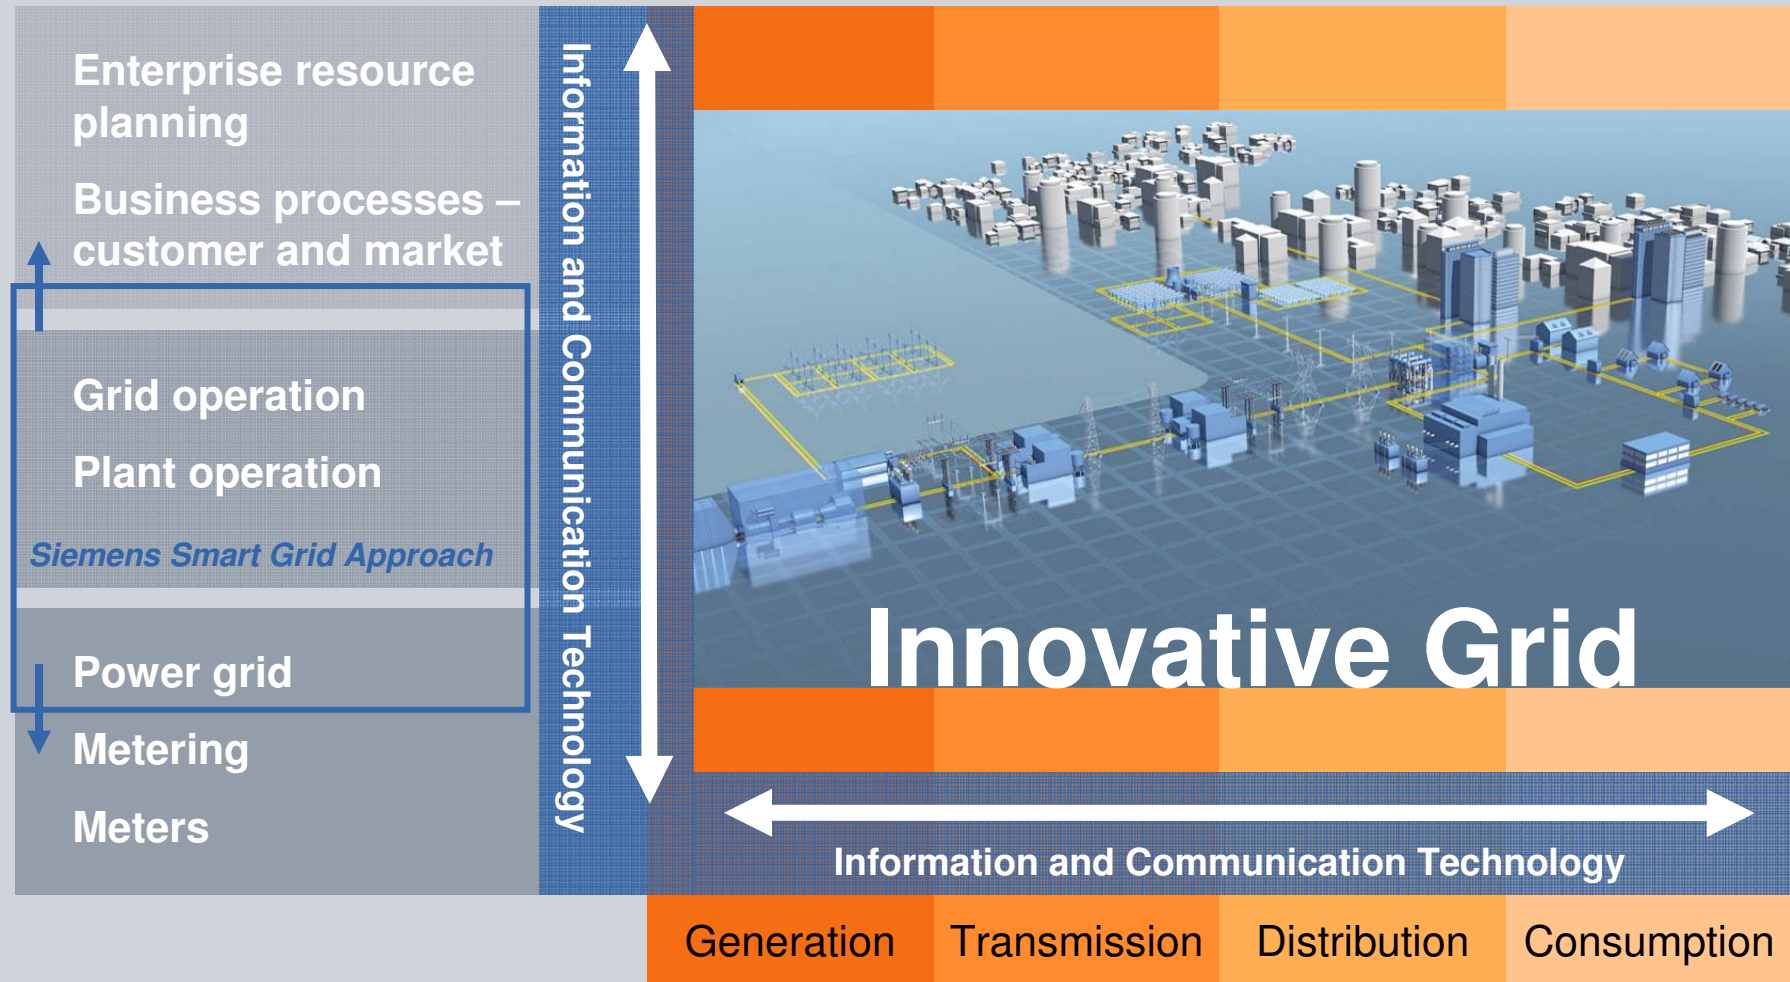 Enterprise resource
planning
Business processes –
customer and market
Grid operation
Plant operation
Siemens Smart Grid Approach
Power grid
Metering
Meters
Information and Communication Technology
Innovative Grid
Information and Communication Technology
Generation
Transmission
Distribution
Consumption